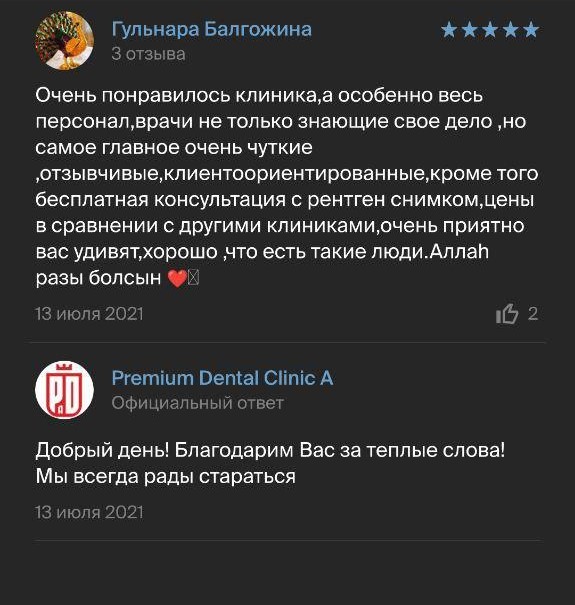 Гульнара Балгожина
3 отзыва
Очень понравилось клиника,а особенно весь
персонал,врачи не только знающие свое дело ,но
самое главное очень чуткие
,отзывчивые,клиентоориентированные,кроме того
бесплатная консультация с рентген снимком,цены
в сравнении с другими клиниками,очень приятно
вас удивят,хорошо ,что есть такие люди.Аллаһ
разы болсын ❤️
13 июля 2021
2
PD
Premium Dental Clinic A
Официальный ответ
Добрый день! Благодарим Вас за теплые слова!
Мы всегда рады стараться
13 июля 2021